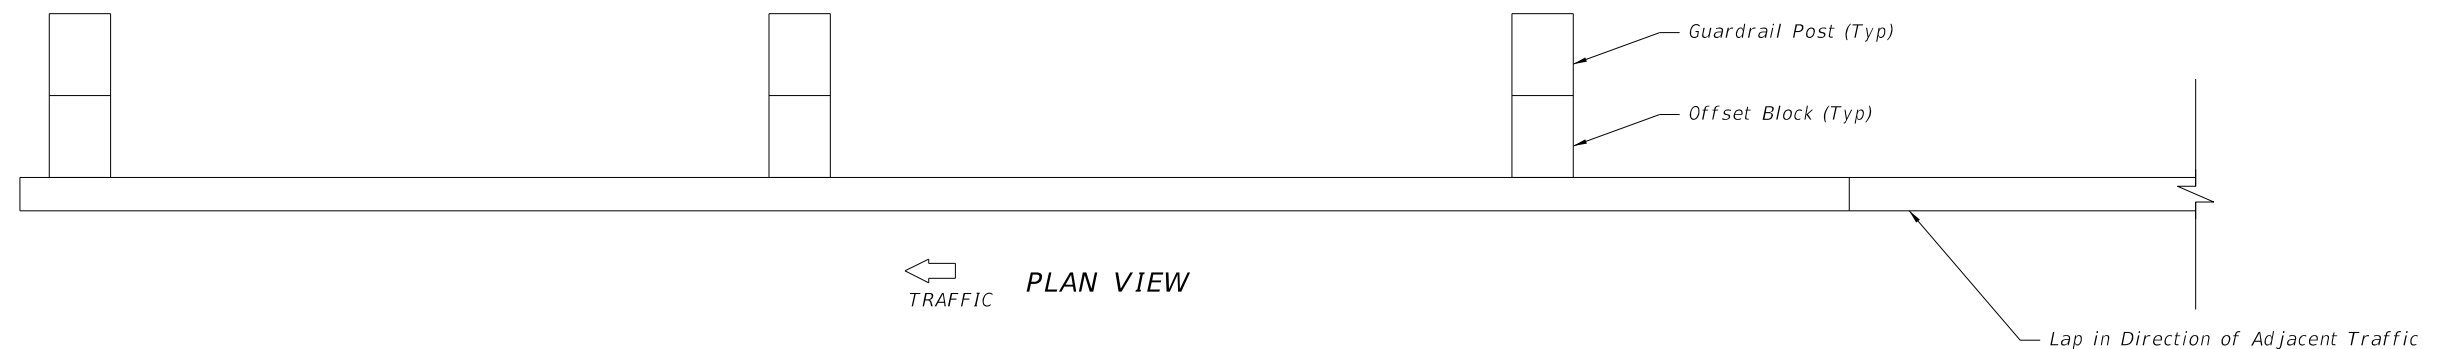 Guardrail Post (Typ)
Offset Block (Typ)
PLAN VIEW
TRAFFIC
Lap in Direction of Adjacent Traffic